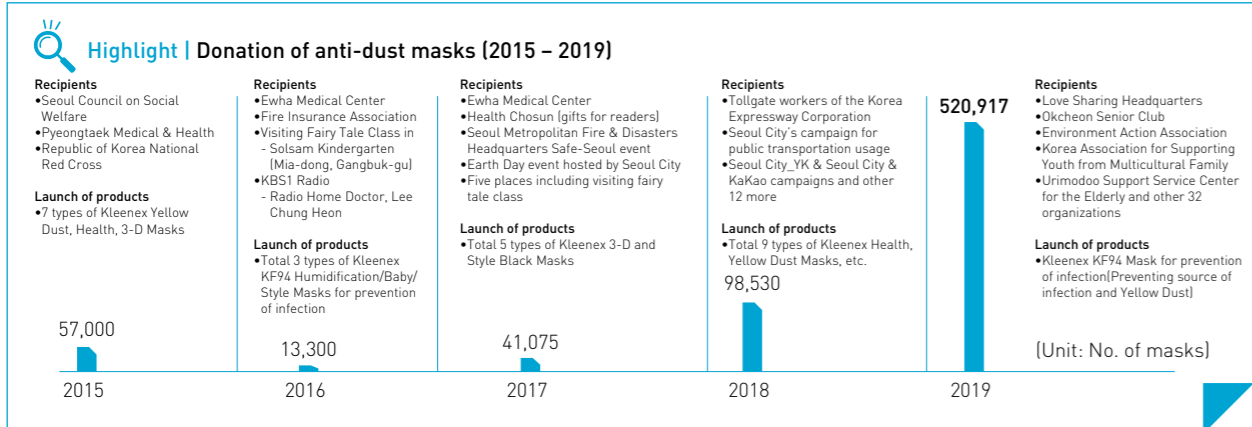 Highlight | Donation of anti-dust masks (2015 – 2019)
Recipients
•Seoul Council on Social
Welfare
•Pyeongtaek Medical & Health
•Republic of Korea National
Red Cross
Launch of products
•7 types of Kleenex Yellow
Dust, Health, 3-D Masks
57,000
2015
Recipients
•Ewha Medical Center
•Fire Insurance Association
•Visiting Fairy Tale Class in
- Solsam Kindergarten
(Mia-dong, Gangbuk-gu)
•KBS1 Radio
- Radio Home Doctor, Lee
Chung Heon
Launch of products
•Total 3 types of Kleenex
KF94 Humidification/Baby/
Style Masks for prevention
of infection
13,300
2016
Recipients
•Ewha Medical Center
•Health Chosun (gifts for readers)
•Seoul Metropolitan Fire & Disasters
Headquarters Safe-Seoul event
•Earth Day event hosted by Seoul City
•Five places including visiting fairy
tale class
Launch of products
•Total 5 types of Kleenex 3-D and
Style Black Masks
41,075
2017
Recipients
•Tollgate workers of the Korea
Expressway Corporation
•Seoul City's campaign for
public transportation usage
•Seoul City_YK & Seoul City &
KaKao campaigns and other
12 more
Launch of products
•Total 9 types of Kleenex Health,
Yellow Dust Masks, etc.
98,530
2018
520,917
2019
Recipients
•Love Sharing Headquarters
•Okcheon Senior Club
•Environment Action Association
•Korea Association for Supporting
Youth from Multicultural Family
•Urimodoo Support Service Center
for the Elderly and other 32
organizations
Launch of products
•Kleenex KF94 Mask for prevention
of infection(Preventing source of
infection and Yellow Dust)
(Unit: No. of masks)